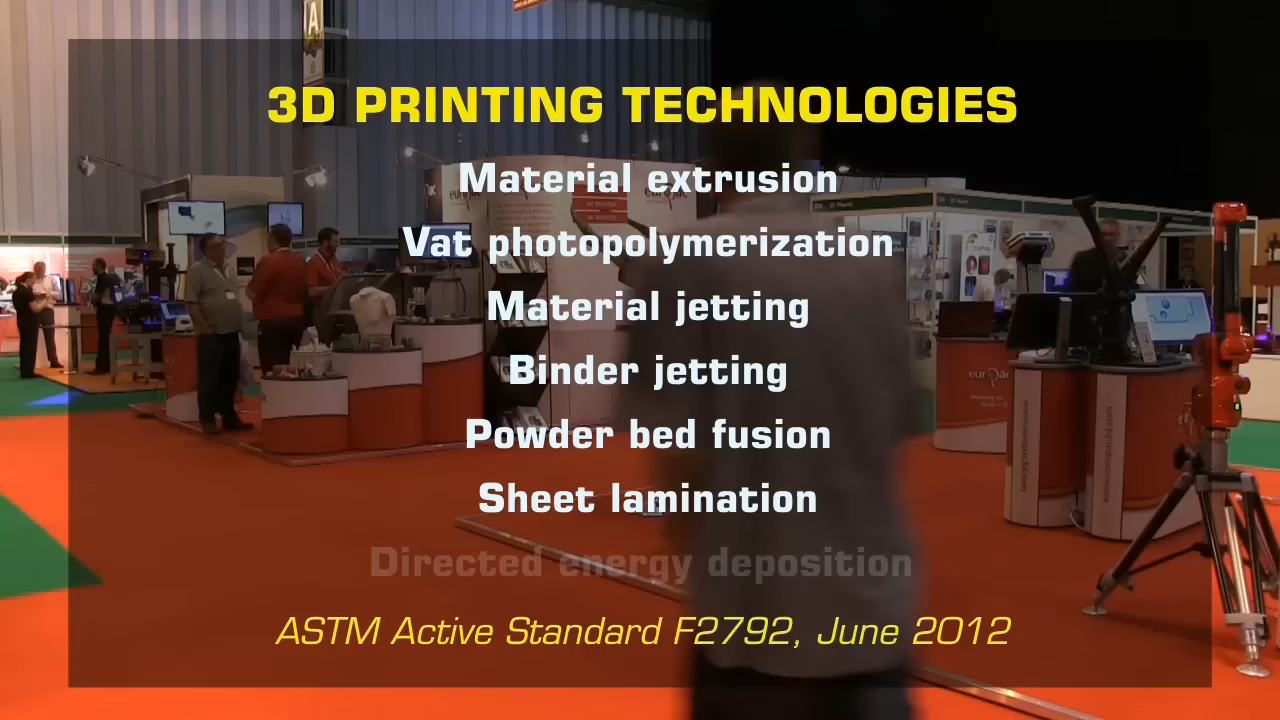 3D PRINTING TECHNOLOGIES
Material extrusion
Vat photopolymerization
Material jetting
Binder jetting
Powder bed fusion
Sheet lamination
Directed energy deposition
ASTM Active Standard F2792, June 2012
A